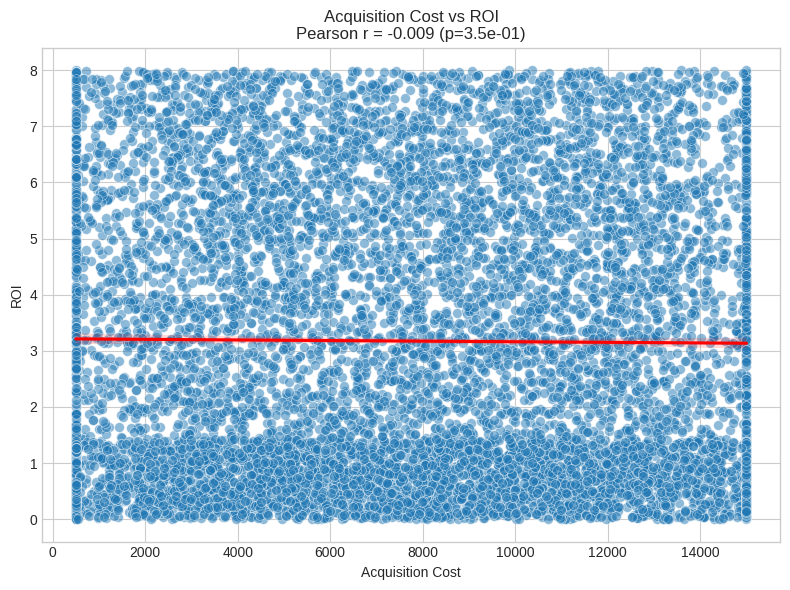 Acquisition Cost vs ROI
Pearson r = -0.009 (p=3.5e-01)
8
7
6
5
4
3
2
1
0
ROI
0 2000 4000 6000 8000 10000 12000 14000
Acquisition Cost